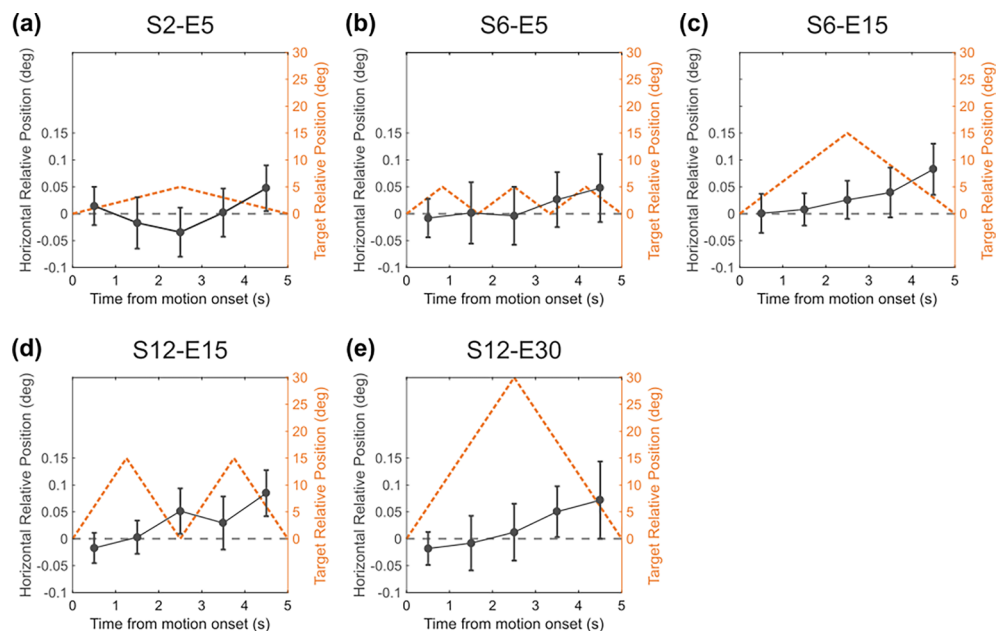 (a) S2-E5
Horizontal Relative Position (deg)
0.15
0.1
0.05
0
-0.05
-0.1
0 1 2 3 4 5
Time from motion onset (s)
30
25
20
15
10
5
0
Target Relative Position (deg)
(b) S6-E5
Horizontal Relative Position (deg)
0.15
0.1
0.05
0
-0.05
-0.1
0 1 2 3 4 5
Time from motion onset (s)
30
25
20
15
10
5
0
Target Relative Position (deg)
(c) S6-E15
Horizontal Relative Position (deg)
0.15
0.1
0.05
0
-0.05
-0.1
0 1 2 3 4 5
Time from motion onset (s)
30
25
20
15
10
5
0
Target Relative Position (deg)
(d) S12-E15
Horizontal Relative Position (deg)
0.15
0.1
0.05
0
-0.05
-0.1
0 1 2 3 4 5
Time from motion onset (s)
30
25
20
15
10
5
0
Target Relative Position (deg)
(e) S12-E30
Horizontal Relative Position (deg)
0.15
0.1
0.05
0
-0.05
-0.1
0 1 2 3 4 5
Time from motion onset (s)
30
25
20
15
10
5
0
Target Relative Position (deg)